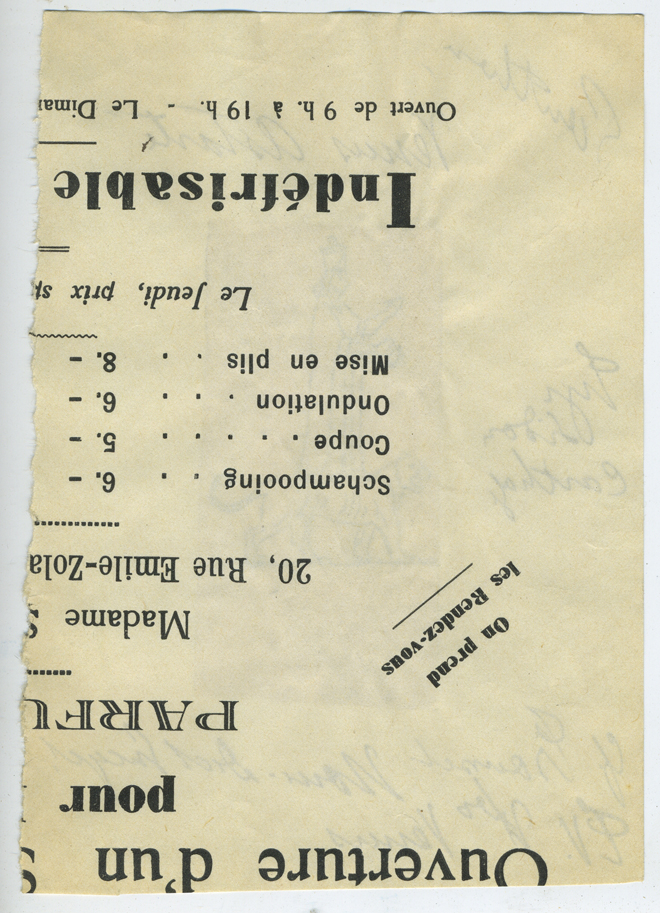 Ouverture d'un S
pour
PARFU
On prend
les Rendez-vous
Madame S
20, Rue Emile-Zola
Schampooing . . 6. –
Coupe . . . . . 5. –
Ondulation . . . 6. –
Mise en plis . . 8. –
Le Jeudi, prix sp
Indéfrisable
Ouvert de 9 h. à 19 h. - Le Diman